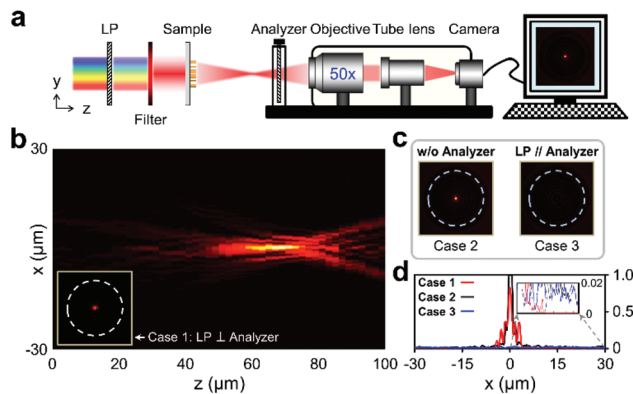 a
LP
Sample
Analyzer Objective Tube lens Camera
50x
y
z
Filter
b
30
x (µm)
-30
Case 1: LP ⊥ Analyzer
0 20 40 60 80 100
z (µm)
c
w/o Analyzer LP // Analyzer
Case 2 Case 3
d
Case 1
Case 2
Case 3
0.02
0
1.0
0.5
0
-30 -15 0 15 30
x (µm)